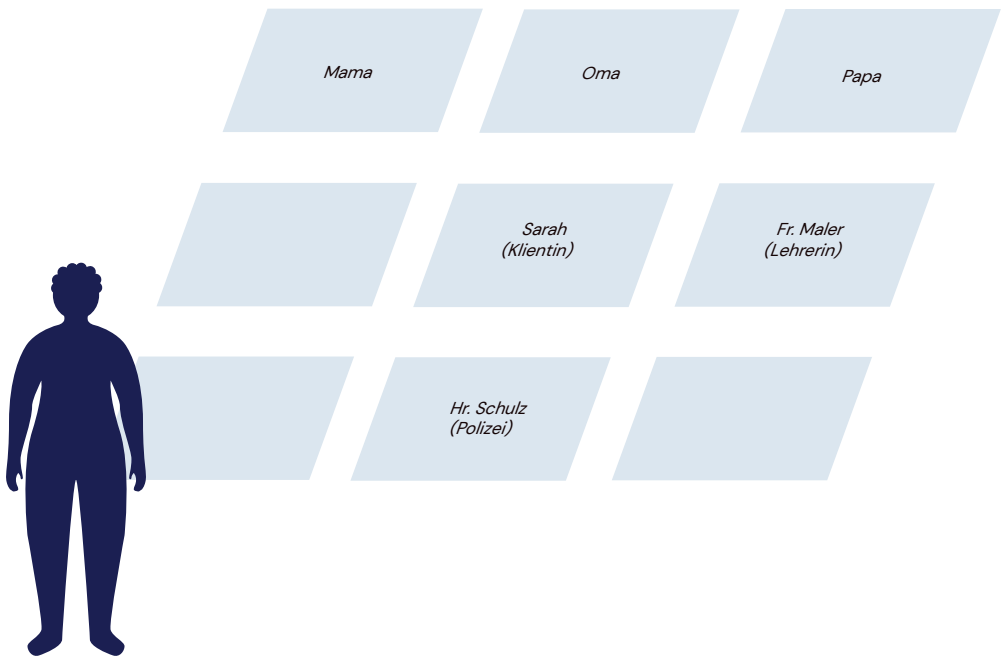 Mama
Oma
Papa
Sarah
(Klientin)
Fr. Maler
(Lehrerin)
Hr. Schulz
(Polizei)